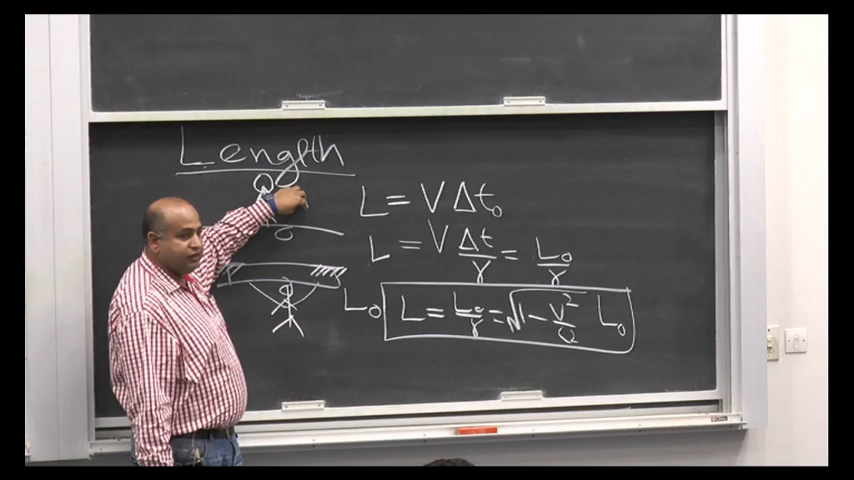 Length
L = V Δt₀
L = V Δt/γ = L₀/γ
L₀
L = L₀/γ = √1 - V²/C² L₀